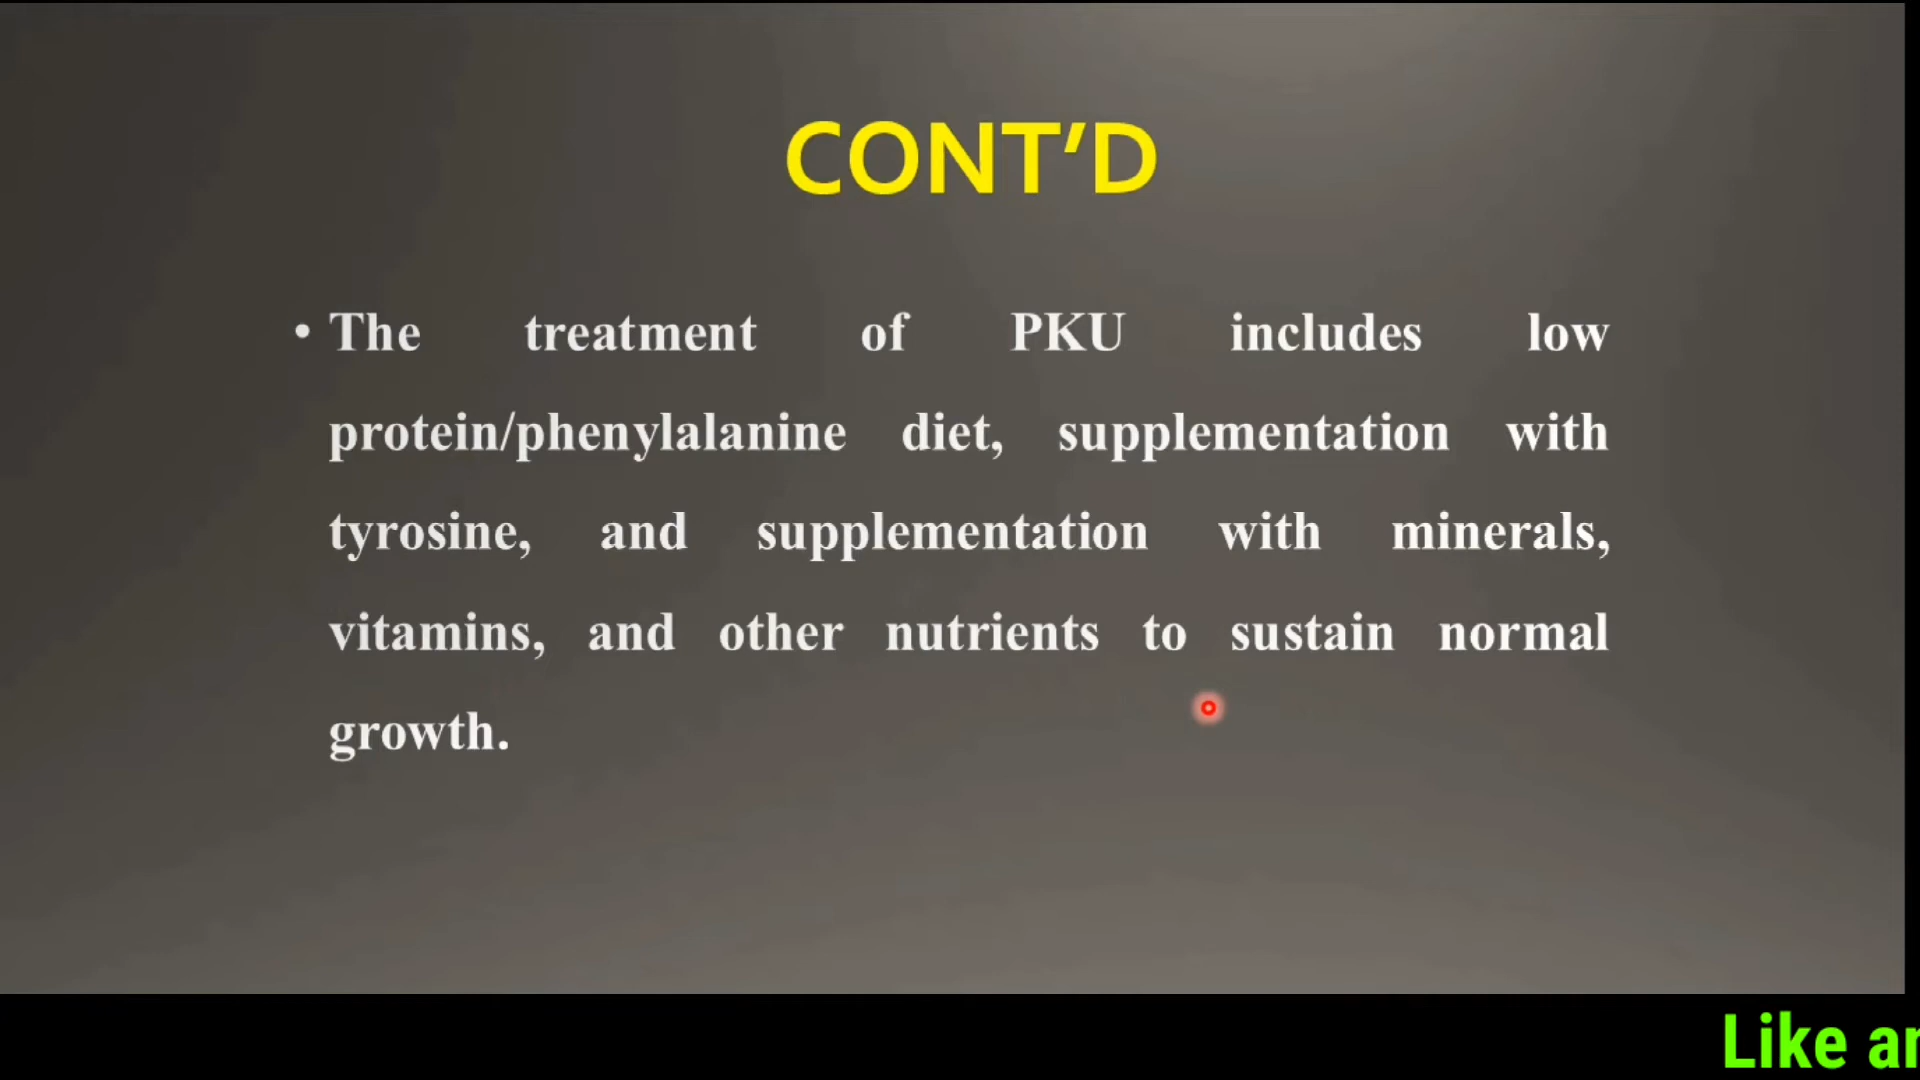 CONT’D
• The treatment of PKU includes low
protein/phenylalanine diet, supplementation with
tyrosine, and supplementation with minerals,
vitamins, and other nutrients to sustain normal
growth.
Like